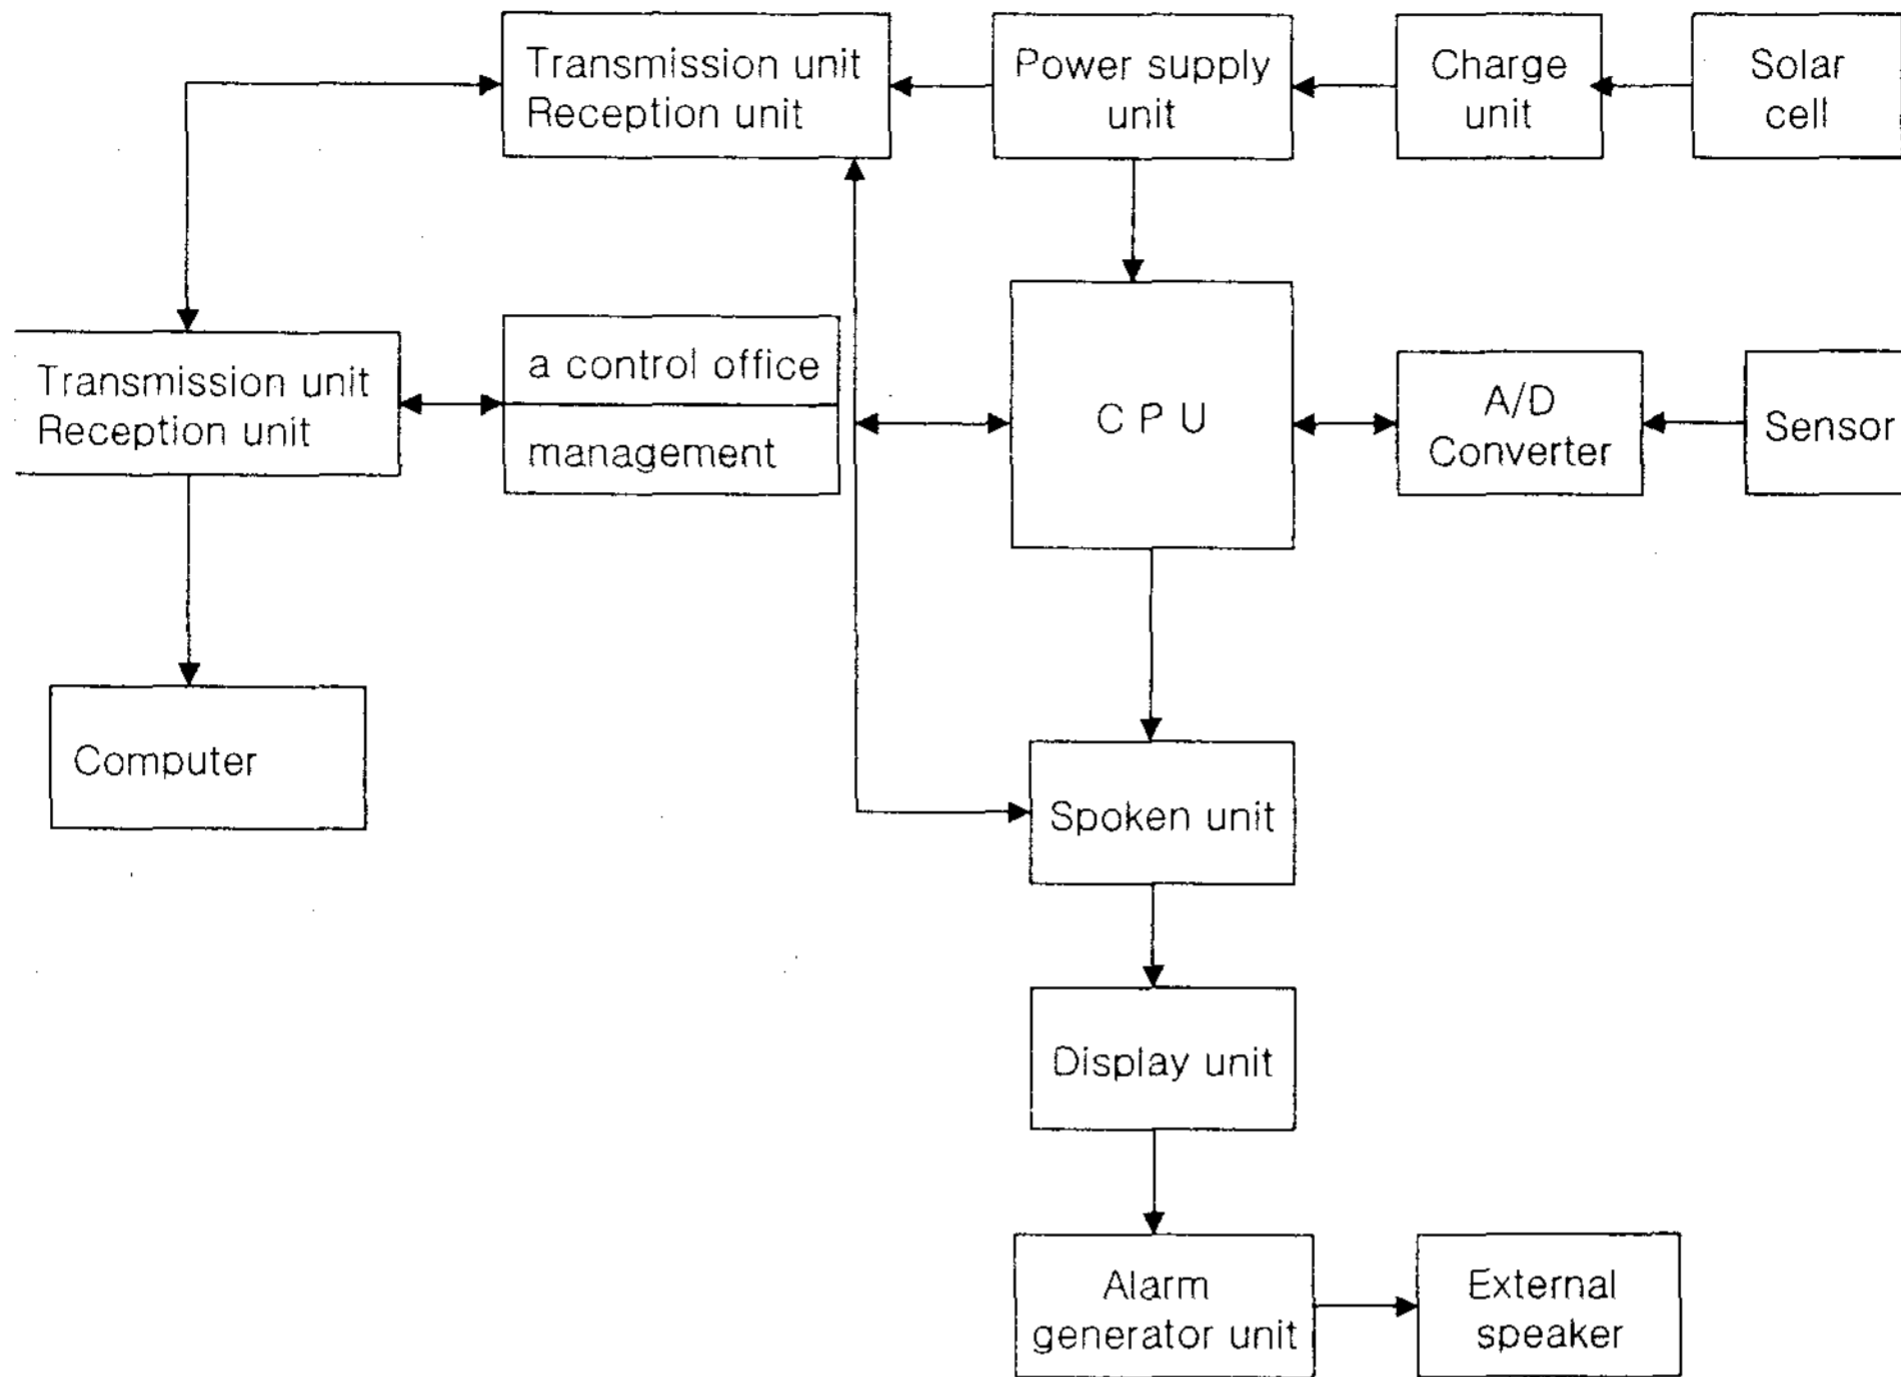 Transmission unit
Reception unit
Power supply
unit
Charge
unit
Solar
cell
Transmission unit
Reception unit
a control office
management
C P U
A/D
Converter
Sensor
Computer
Spoken unit
Display unit
Alarm
generator unit
External
speaker